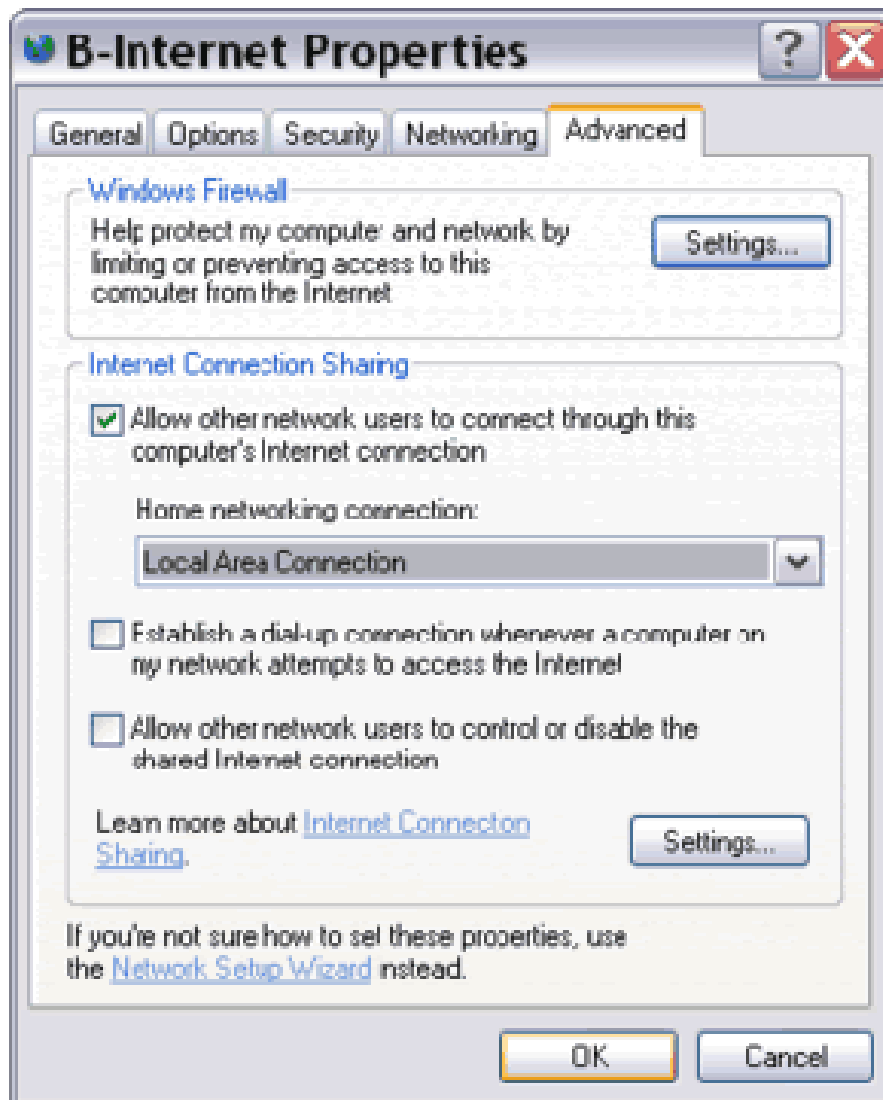 B-Internet Properties
General Options Security Networking Advanced
Windows Firewall
Help protect my computer and network by
limiting or preventing access to this
computer from the Internet
Settings...
Internet Connection Sharing
Allow other network users to connect through this
computer's Internet connection
Home networking connection:
Local Area Connection
Establish a dial-up connection whenever a computer on
my network attempts to access the Internet
Allow other network users to control or disable the
shared Internet connection
Learn more about Internet Connection
Sharing.
Settings...
If you're not sure how to set these properties, use
the Network Setup Wizard instead.
OK Cancel